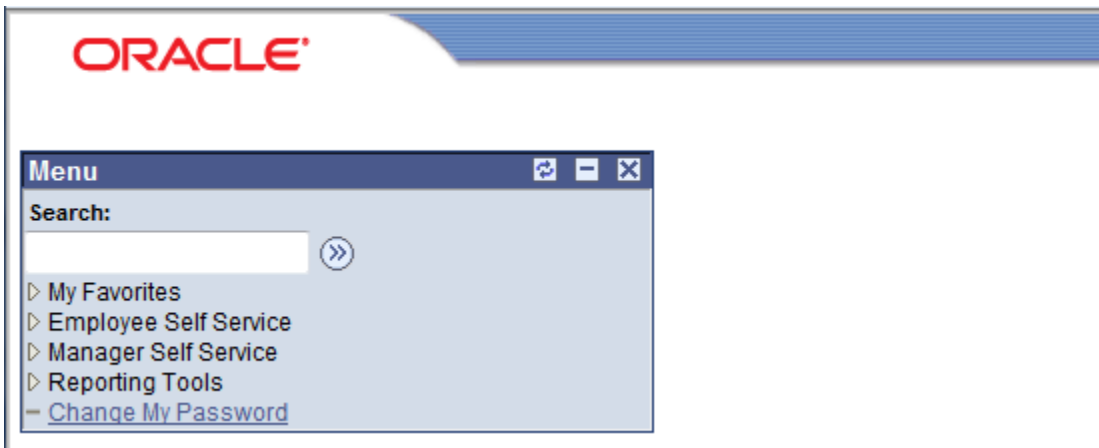 ORACLE
Menu
Search:
My Favorites
Employee Self Service
Manager Self Service
Reporting Tools
Change My Password